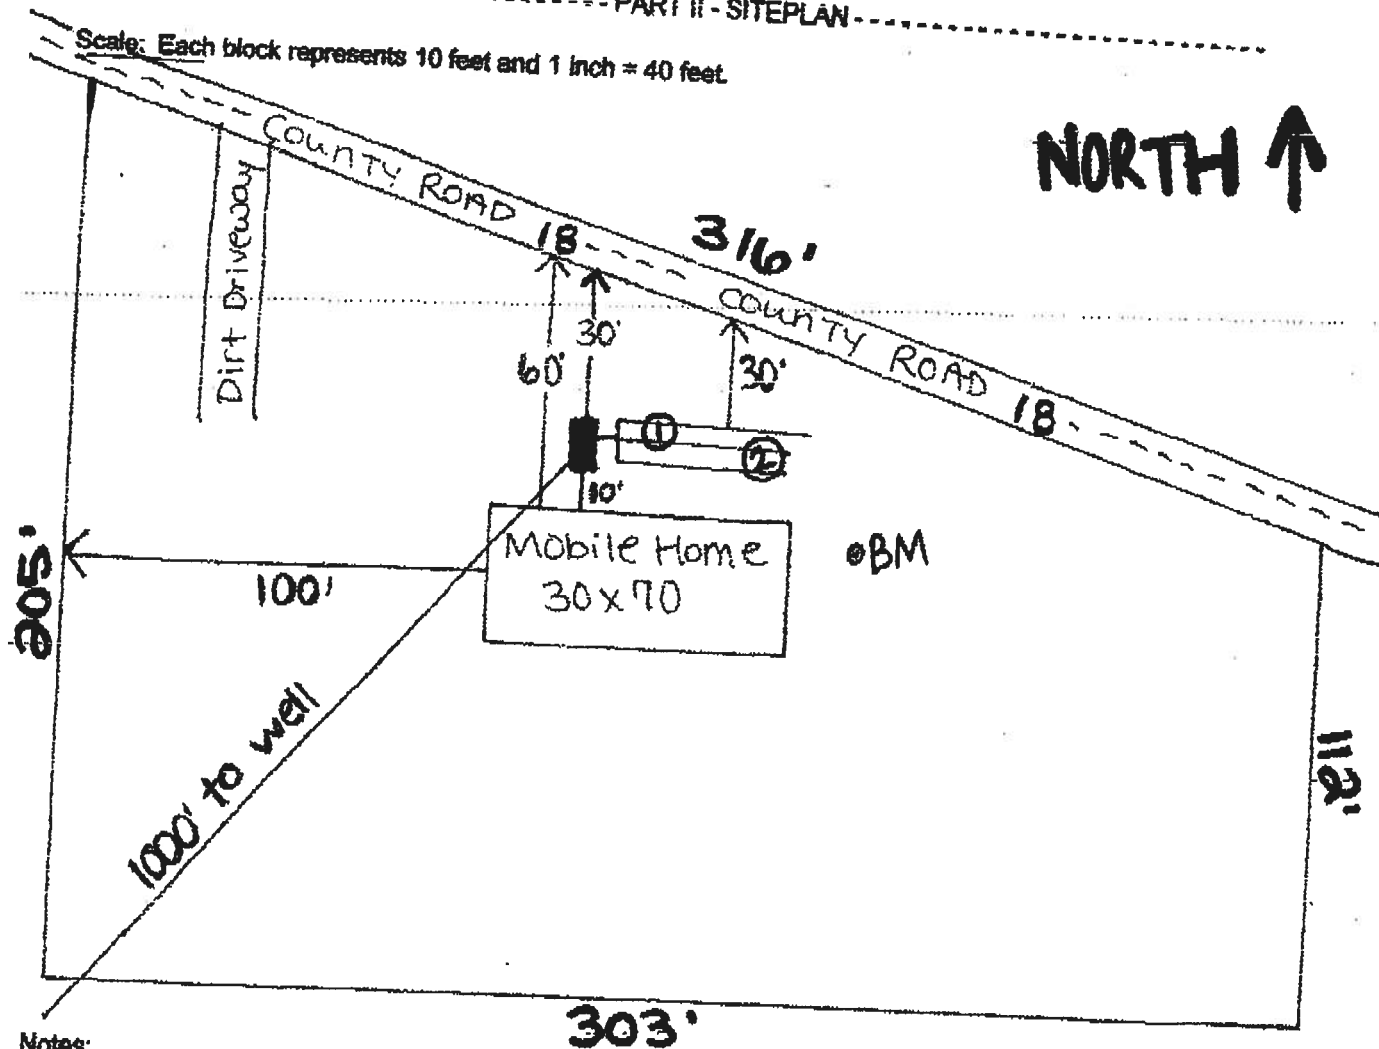 PART II - SITEPLAN
Scale: Each block represents 10 feet and 1 inch = 40 feet.
NORTH
COUNTY ROAD 18
316'
COUNTY ROAD 18
Dirt Driveway
60'
30'
30'
1
2
10'
Mobile Home
30x70
BM
100'
205'
1000' to well
112'
303'
Notes: